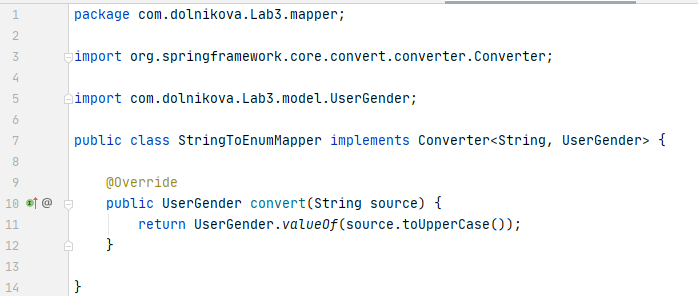 1 package com.dolnikova.Lab3.mapper;
2
3 import org.springframework.core.convert.converter.Converter;
4
5 import com.dolnikova.Lab3.model.UserGender;
6
7 public class StringToEnumMapper implements Converter<String, UserGender> {
8
9     @Override
10     public UserGender convert(String source) {
11         return UserGender.valueOf(source.toUpperCase());
12     }
13
14 }